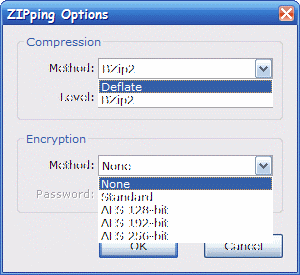 ZIPping Options
Compression
Method: BZip2
Level:
Deflate
BZip2
Encryption
Method: None
Password:
None
Standard
AES 128-bit
AES 192-bit
AES 256-bit
OK
Cancel